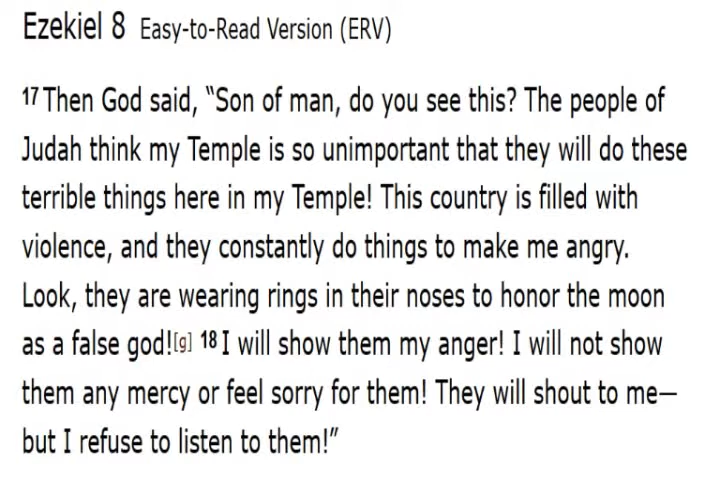 Ezekiel 8 Easy-to-Read Version (ERV)
17 Then God said, “Son of man, do you see this? The people of
Judah think my Temple is so unimportant that they will do these
terrible things here in my Temple! This country is filled with
violence, and they constantly do things to make me angry.
Look, they are wearing rings in their noses to honor the moon
as a false god![g] 18 I will show them my anger! I will not show
them any mercy or feel sorry for them! They will shout to me—
but I refuse to listen to them!”